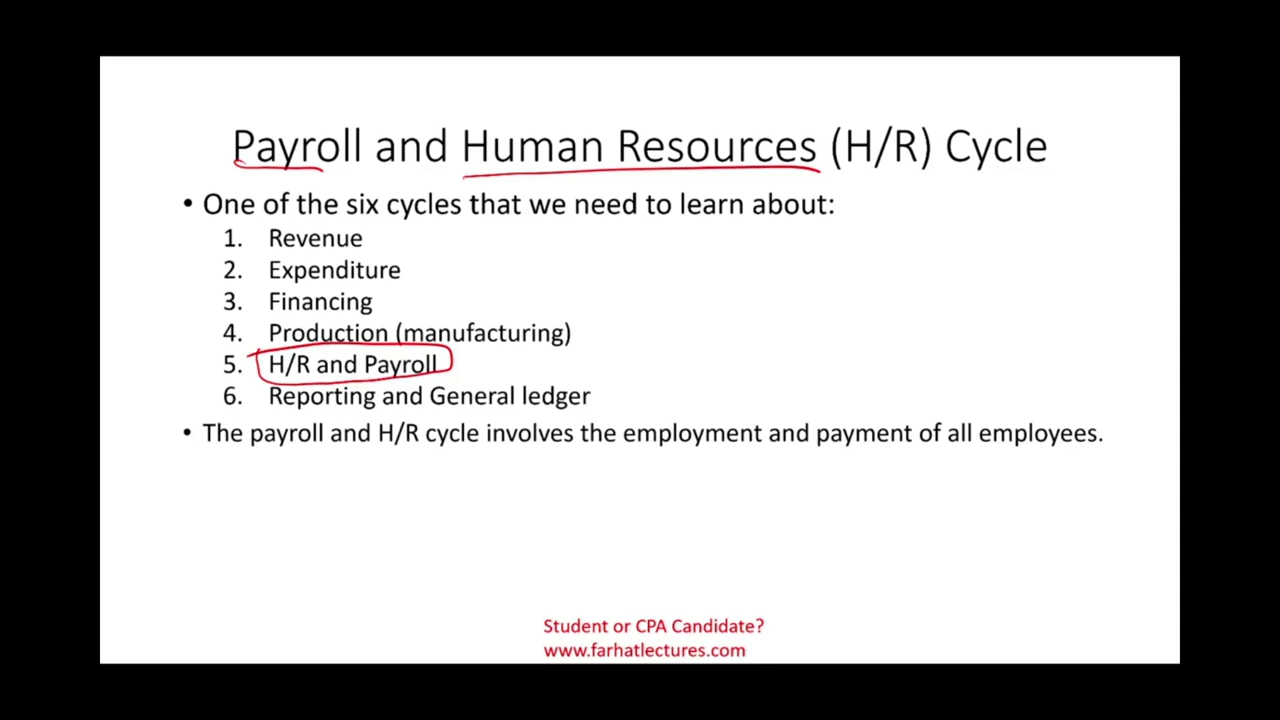 Payroll and Human Resources (H/R) Cycle
• One of the six cycles that we need to learn about:
1. Revenue
2. Expenditure
3. Financing
4. Production (manufacturing)
5. H/R and Payroll
6. Reporting and General ledger
• The payroll and H/R cycle involves the employment and payment of all employees.
Student or CPA Candidate?
www.farhatlectures.com